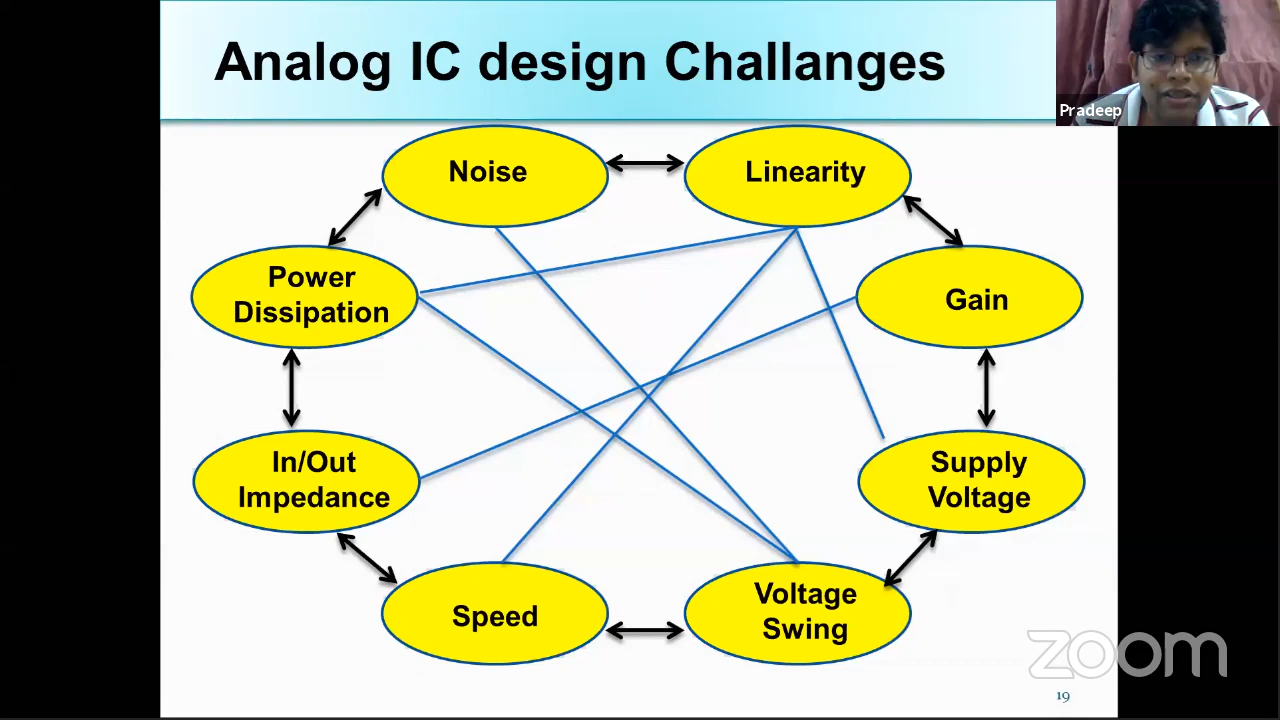 Analog IC design Challanges
Pradeep
Noise
Linearity
Power
Dissipation
Gain
In/Out
Impedance
Supply
Voltage
Speed
Voltage
Swing
zoom
19